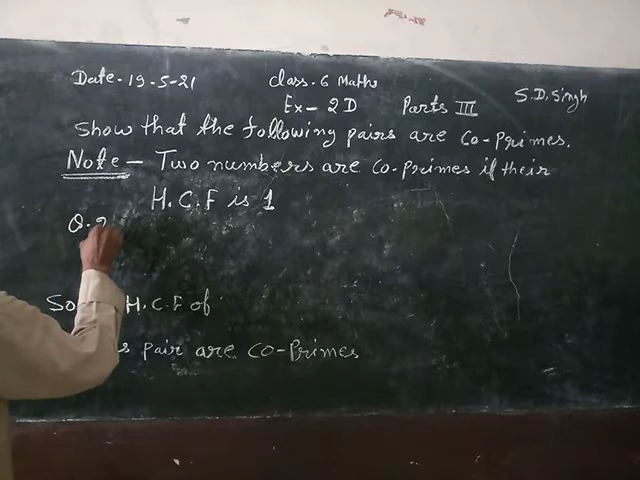 Date-19-5-21 Class-6 Maths S.D. Singh
Ex-2D Parts III
Show that the following pairs are Co-Primes.
Note- Two numbers are Co-Primes if their
H.C.F is 1
Q.
H.C.F of
pair are CO-Primes